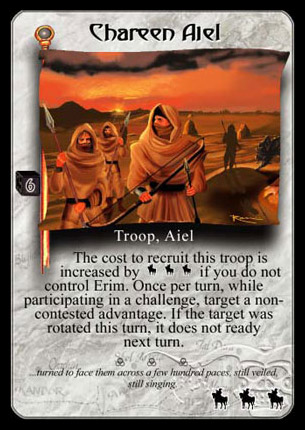 Chareen Aiel
6
Troop, Aiel
The cost to recruit this troop is
increased by if you do not
control Erim. Once per turn, while
participating in a challenge, target a non-
contested advantage. If the target was
rotated this turn, it does not ready
next turn.
...turned to face them across a few hundred paces, still veiled,
still singing.
KANDOR